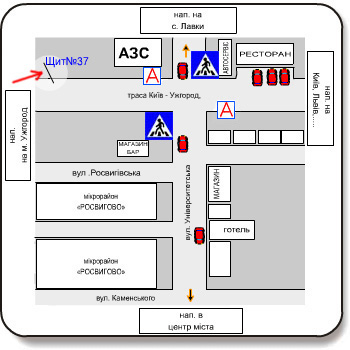 нап. на
с. Лавки
Щит№37
АЗС
А
АВТОСЕРВІС
РЕСТОРАН
нап. на
Київ, Львів,.....
траса Київ - Ужгород,
А
нап.
на м. Ужгород
МАГАЗИН
БАР
вул .Росвигівська
МАГАЗИН
мікрорайон
«РОСВИГОВО»
вул. Університетська
готель
мікрорайон
«РОСВИГОВО»
вул. Каменського
нап. в
центр міста